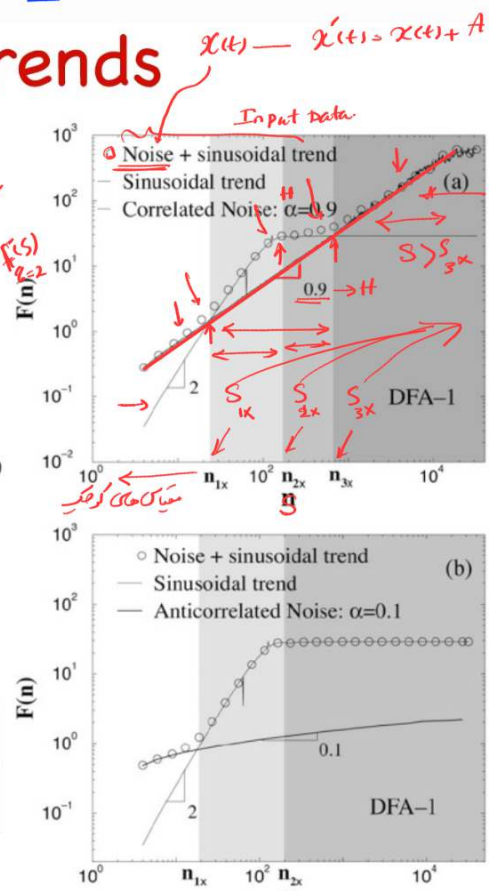 rends
x(t) — x'(t) = x(t) + A
Input Data.
10³
Noise + sinusoidal trend
(a)
Sinusoidal trend
H
10²
Correlated Noise: α=0.9
S > S₃ₓ
q=2
F(n)
10¹
0.9 → H
10⁰
2
S₁ₓ S₂ₓ S₃ₓ
DFA–1
10⁻¹
10⁻²
10⁰ n₁ₓ 10² n₂ₓ n₃ₓ 10⁴
مقیاس های کوچک
n
S
10³
Noise + sinusoidal trend
(b)
Sinusoidal trend
10²
Anticorrelated Noise: α=0.1
F(n)
10¹
10⁰
0.1
2
DFA–1
10⁻¹
10⁰ n₁ₓ 10² n₂ₓ 10⁴